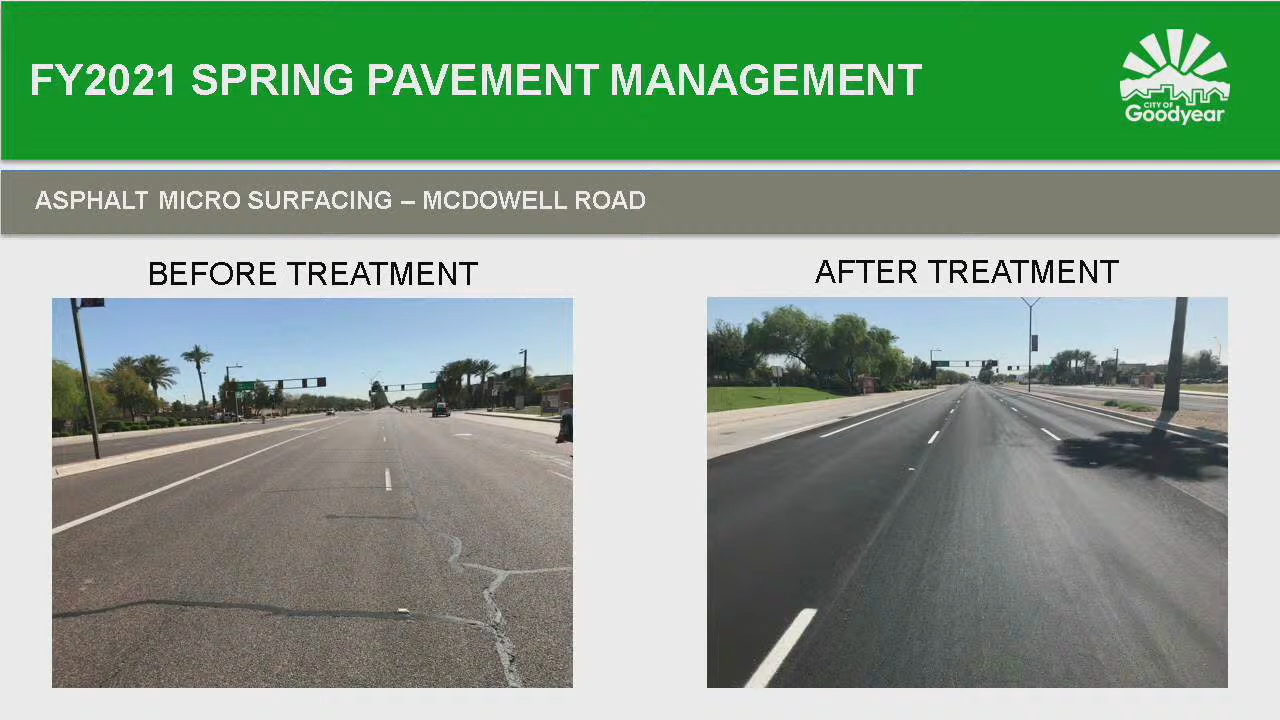 FY2021 SPRING PAVEMENT MANAGEMENT
CITY OF
Goodyear
ASPHALT MICRO SURFACING – MCDOWELL ROAD
BEFORE TREATMENT
AFTER TREATMENT